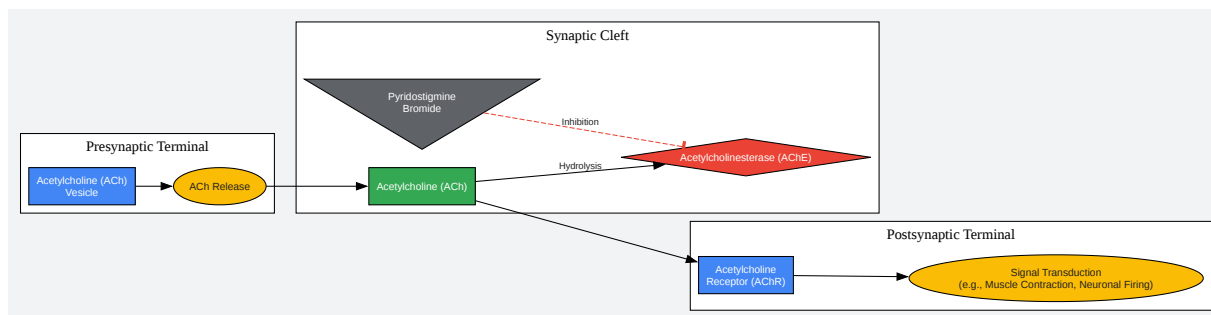 Synaptic Cleft
Pyridostigmine
Bromide
Inhibition
Presynaptic Terminal
Acetylcholinesterase (AChE)
Hydrolysis
Acetylcholine (ACh)
Vesicle
ACh Release
Acetylcholine (ACh)
Postsynaptic Terminal
Acetylcholine
Receptor (AChR)
Signal Transduction
(e.g., Muscle Contraction, Neuronal Firing)